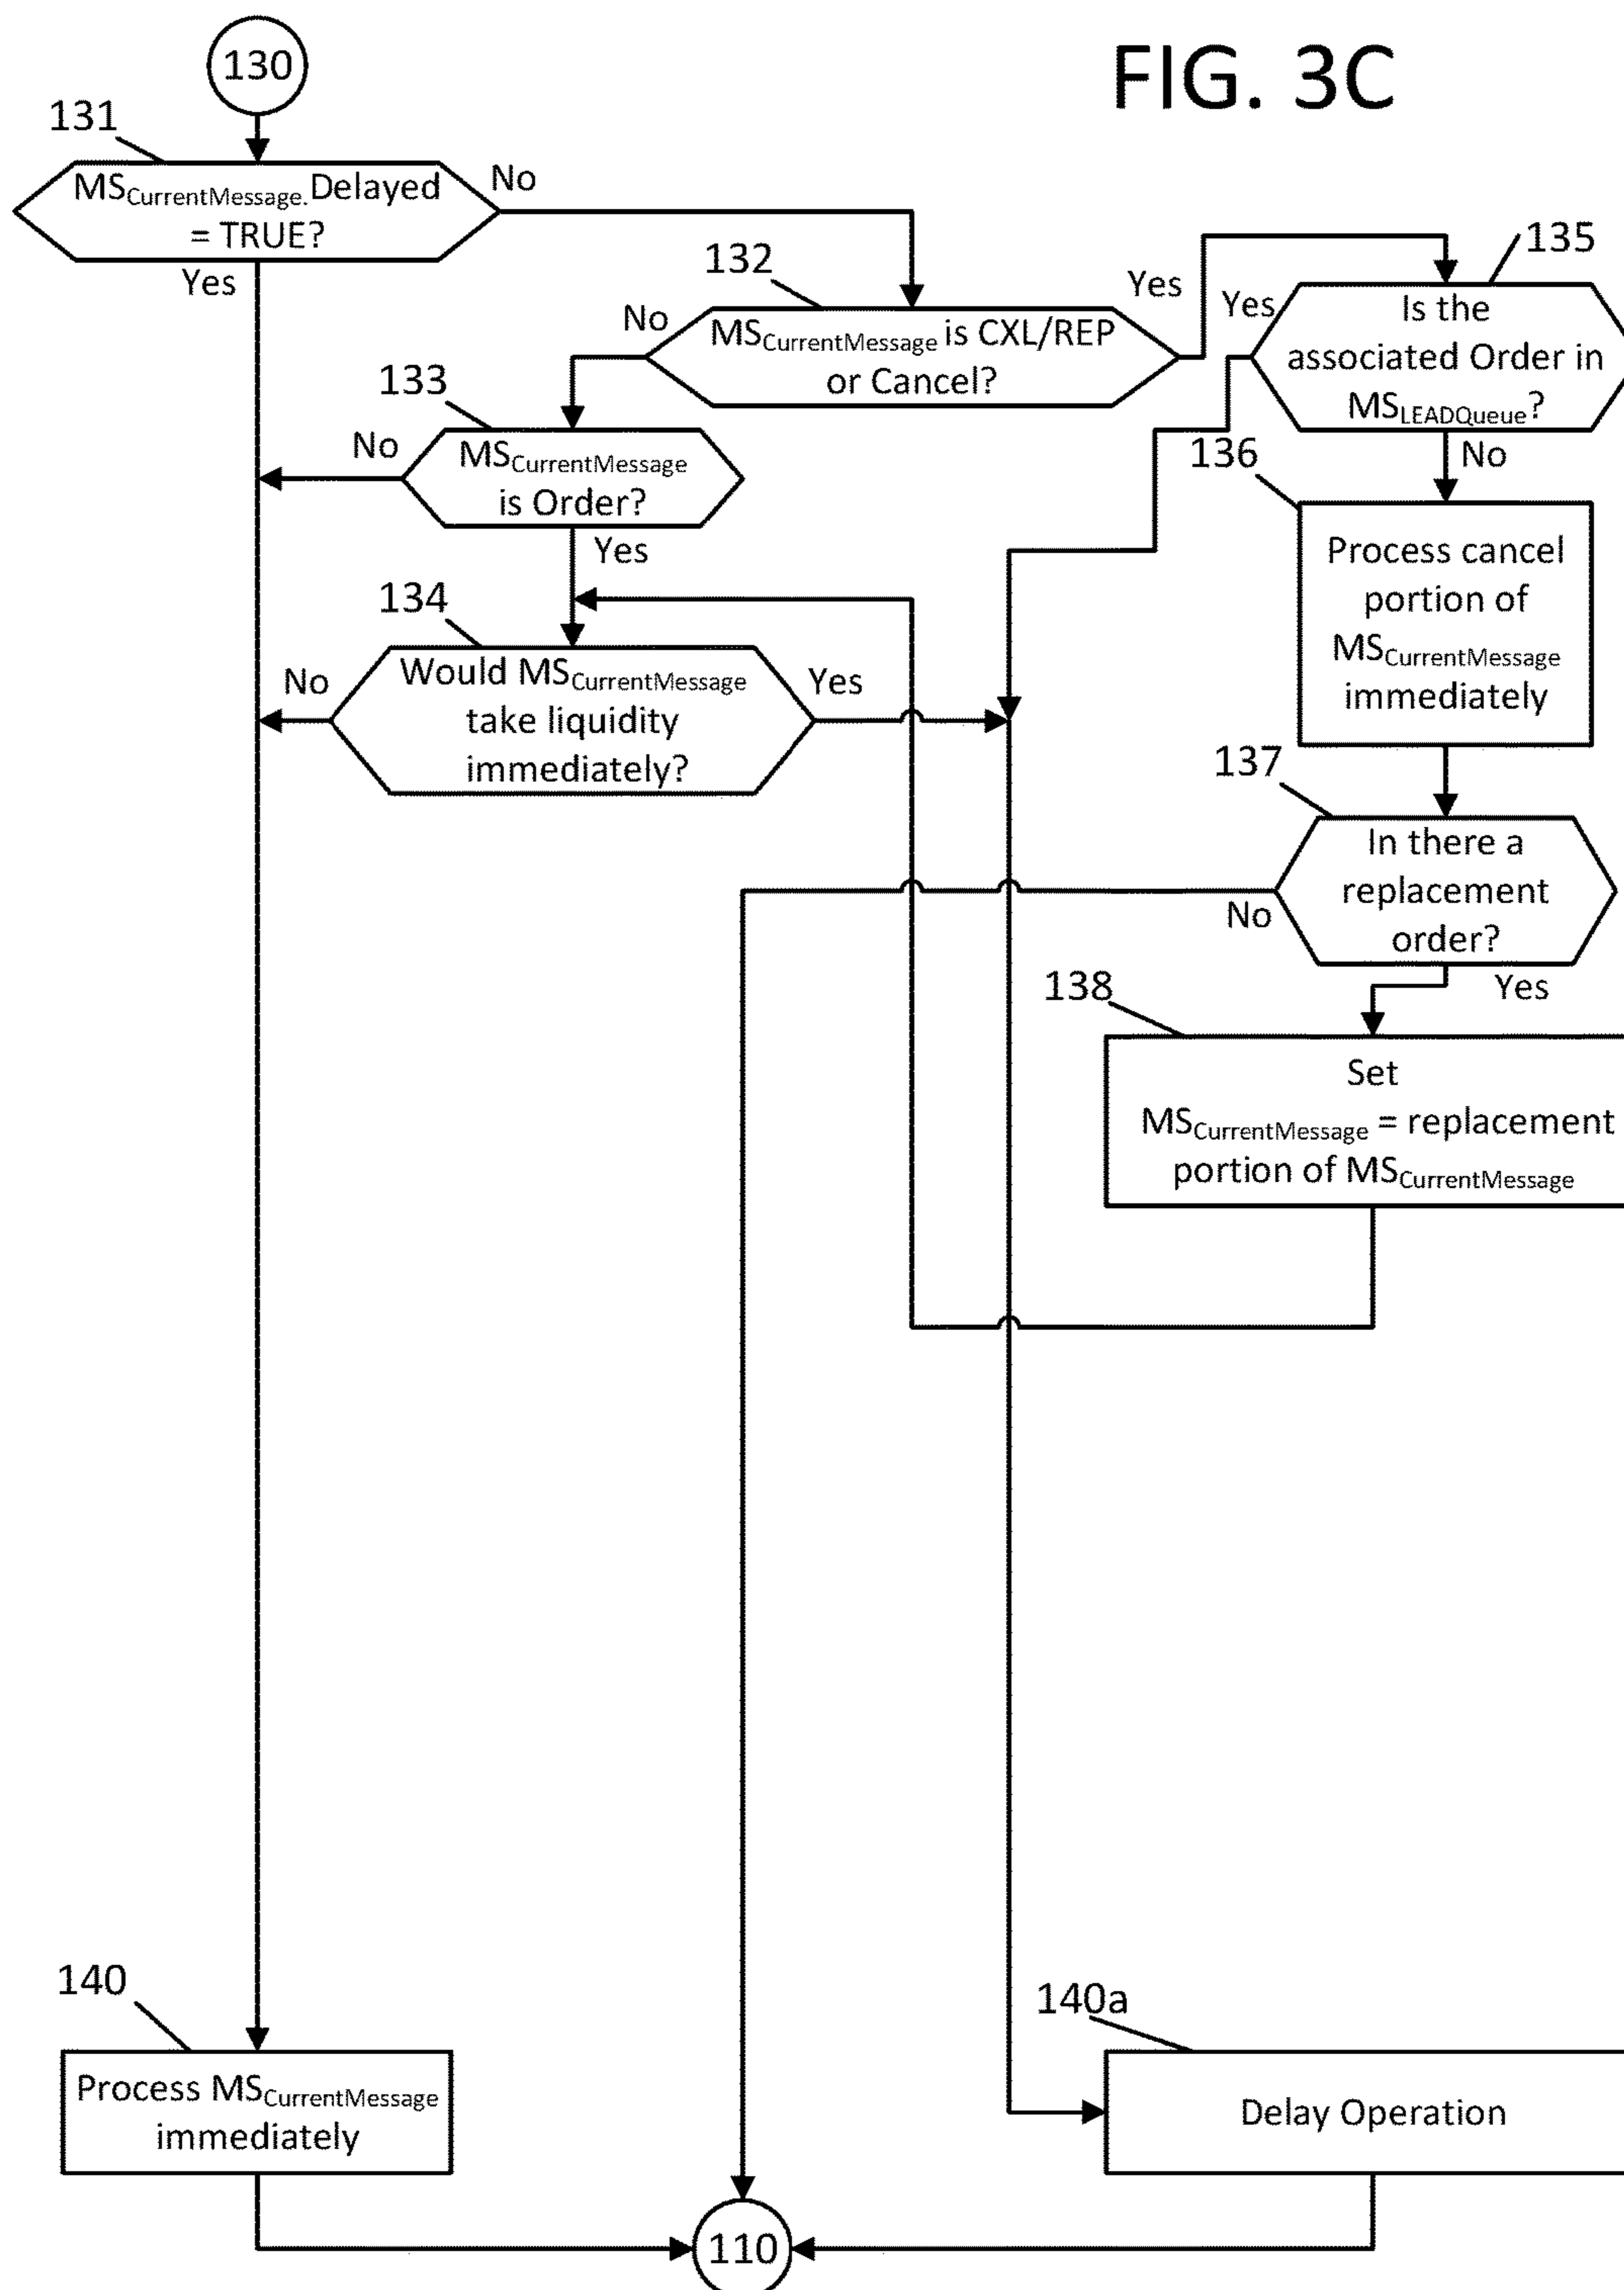 FIG. 3C
130
131
MSCurrentMessage.Delayed
= TRUE?
No
Yes
132
MSCurrentMessage is CXL/REP
or Cancel?
No
Yes
135
Is the
associated Order in
MSLEADQueue?
Yes
No
133
MSCurrentMessage
is Order?
No
Yes
136
Process cancel
portion of
MSCurrentMessage
immediately
134
Would MSCurrentMessage
take liquidity
immediately?
No
Yes
137
In there a
replacement
order?
No
Yes
138
Set
MSCurrentMessage = replacement
portion of MSCurrentMessage
140
Process MSCurrentMessage
immediately
140a
Delay Operation
110